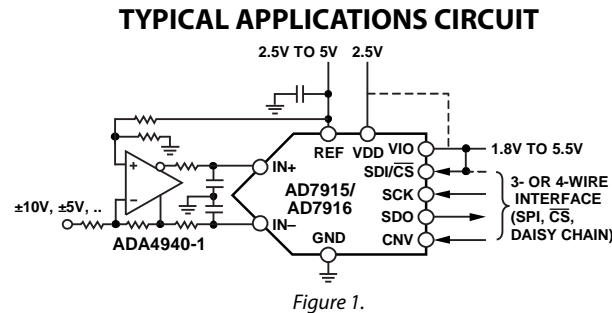 TYPICAL APPLICATIONS CIRCUIT
2.5V TO 5V
2.5V
REF
VDD
VIO
1.8V TO 5.5V
IN+
SDI/CS
AD7915/
AD7916
SCK
3- OR 4-WIRE
INTERFACE
(SPI, CS,
DAISY CHAIN)
±10V, ±5V, ..
+
–
SDO
IN–
GND
CNV
ADA4940-1
Figure 1.